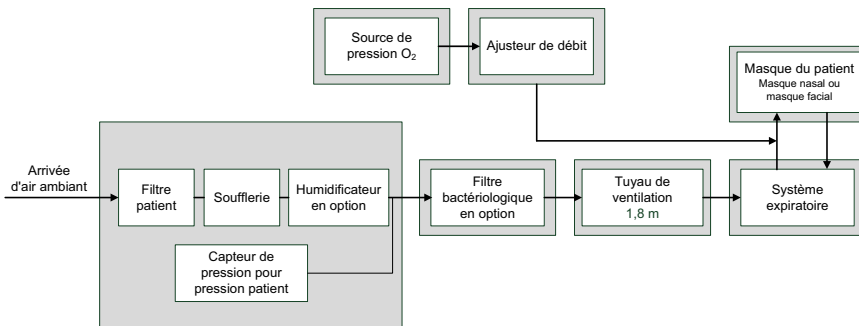 Source de
pression O₂
Ajusteur de débit
Masque du patient
Masque nasal ou
masque facial
Arrivée
d'air ambiant
Filtre
patient
Soufflerie
Humidificateur
en option
Filtre
bactériologique
en option
Tuyau de
ventilation
1,8 m
Système
expiratoire
Capteur de
pression pour
pression patient